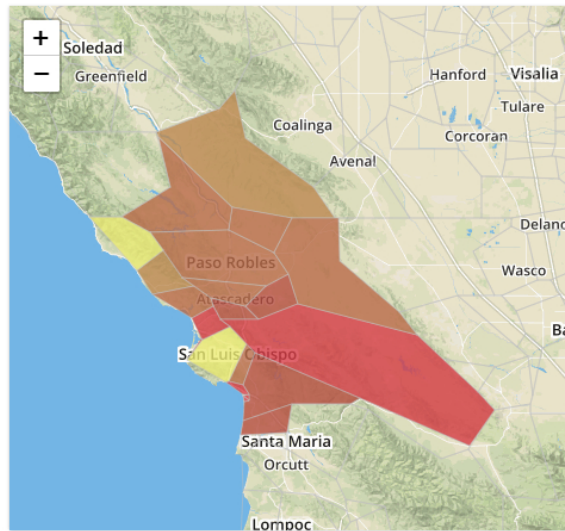 +
−
Soledad
Greenfield
Hanford
Visalia
Tulare
Coalinga
Corcoran
Avenal
Delano
Wasco
Paso Robles
Atascadero
Ba
San Luis Obispo
Santa Maria
Orcutt
Lompoc